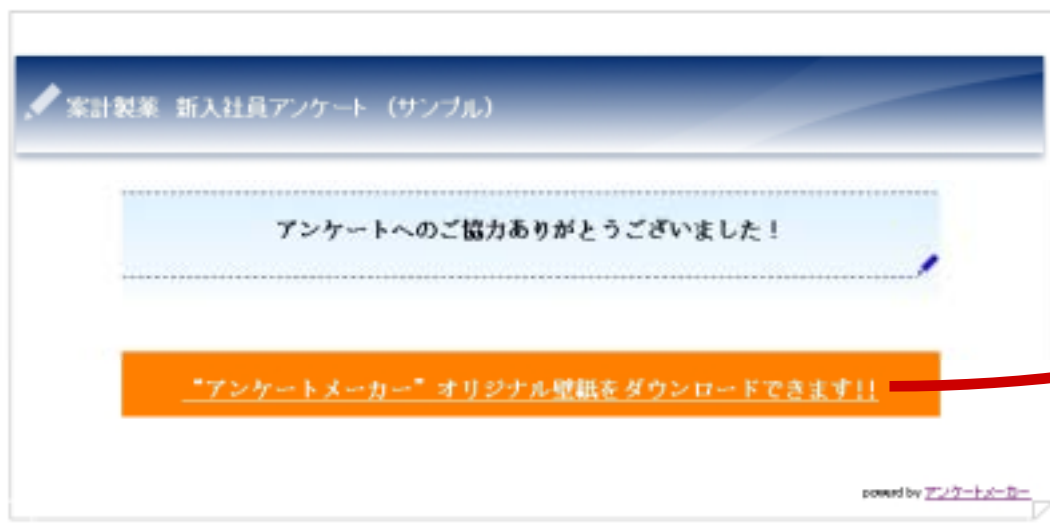 案計製薬 新入社員アンケート (サンプル)
アンケートへのご協力ありがとうございました！
“アンケートメーカー”オリジナル壁紙をダウンロードできます!!
powerd by アンケートメーカー